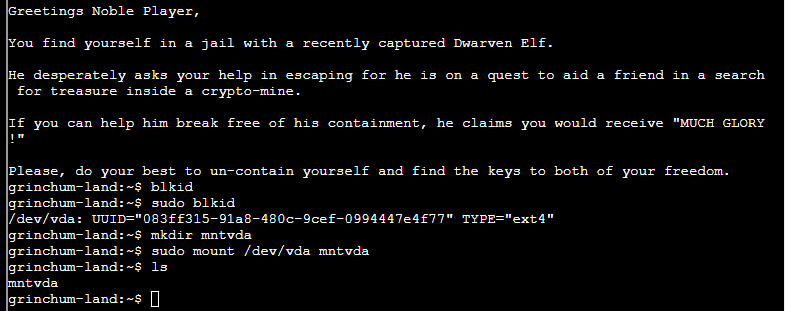 Greetings Noble Player,
You find yourself in a jail with a recently captured Dwarven Elf.
He desperately asks your help in escaping for he is on a quest to aid a friend in a search
for treasure inside a crypto-mine.
If you can help him break free of his containment, he claims you would receive "MUCH GLORY
!"
Please, do your best to un-contain yourself and find the keys to both of your freedom.
grinchum-land:~$ blkid
grinchum-land:~$ sudo blkid
/dev/vda: UUID="083ff315-91a8-480c-9cef-0994447e4f77" TYPE="ext4"
grinchum-land:~$ mkdir mntvda
grinchum-land:~$ sudo mount /dev/vda mntvda
grinchum-land:~$ ls
mntvda
grinchum-land:~$